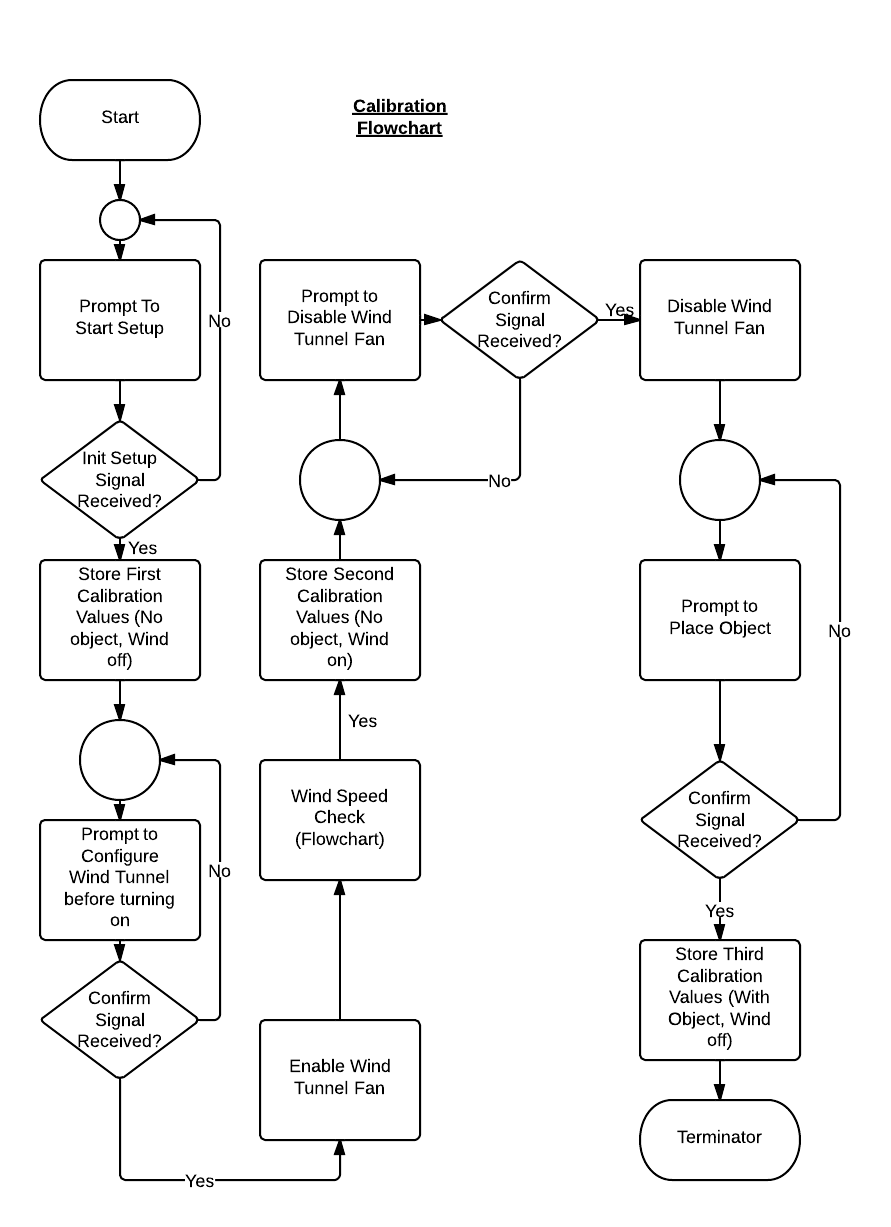 Calibration
Flowchart
Start
Prompt To
Start Setup
No
Init Setup
Signal
Received?
Yes
Store First
Calibration
Values (No
object, Wind
off)
Prompt to
Configure
Wind Tunnel
before turning
on
No
Confirm
Signal
Received?
Yes
Enable Wind
Tunnel Fan
Wind Speed
Check
(Flowchart)
Yes
Store Second
Calibration
Values (No
object, Wind
on)
Prompt to
Disable Wind
Tunnel Fan
Confirm
Signal
Received?
No
Yes
Disable Wind
Tunnel Fan
Prompt to
Place Object
No
Confirm
Signal
Received?
Yes
Store Third
Calibration
Values (With
Object, Wind
off)
Terminator